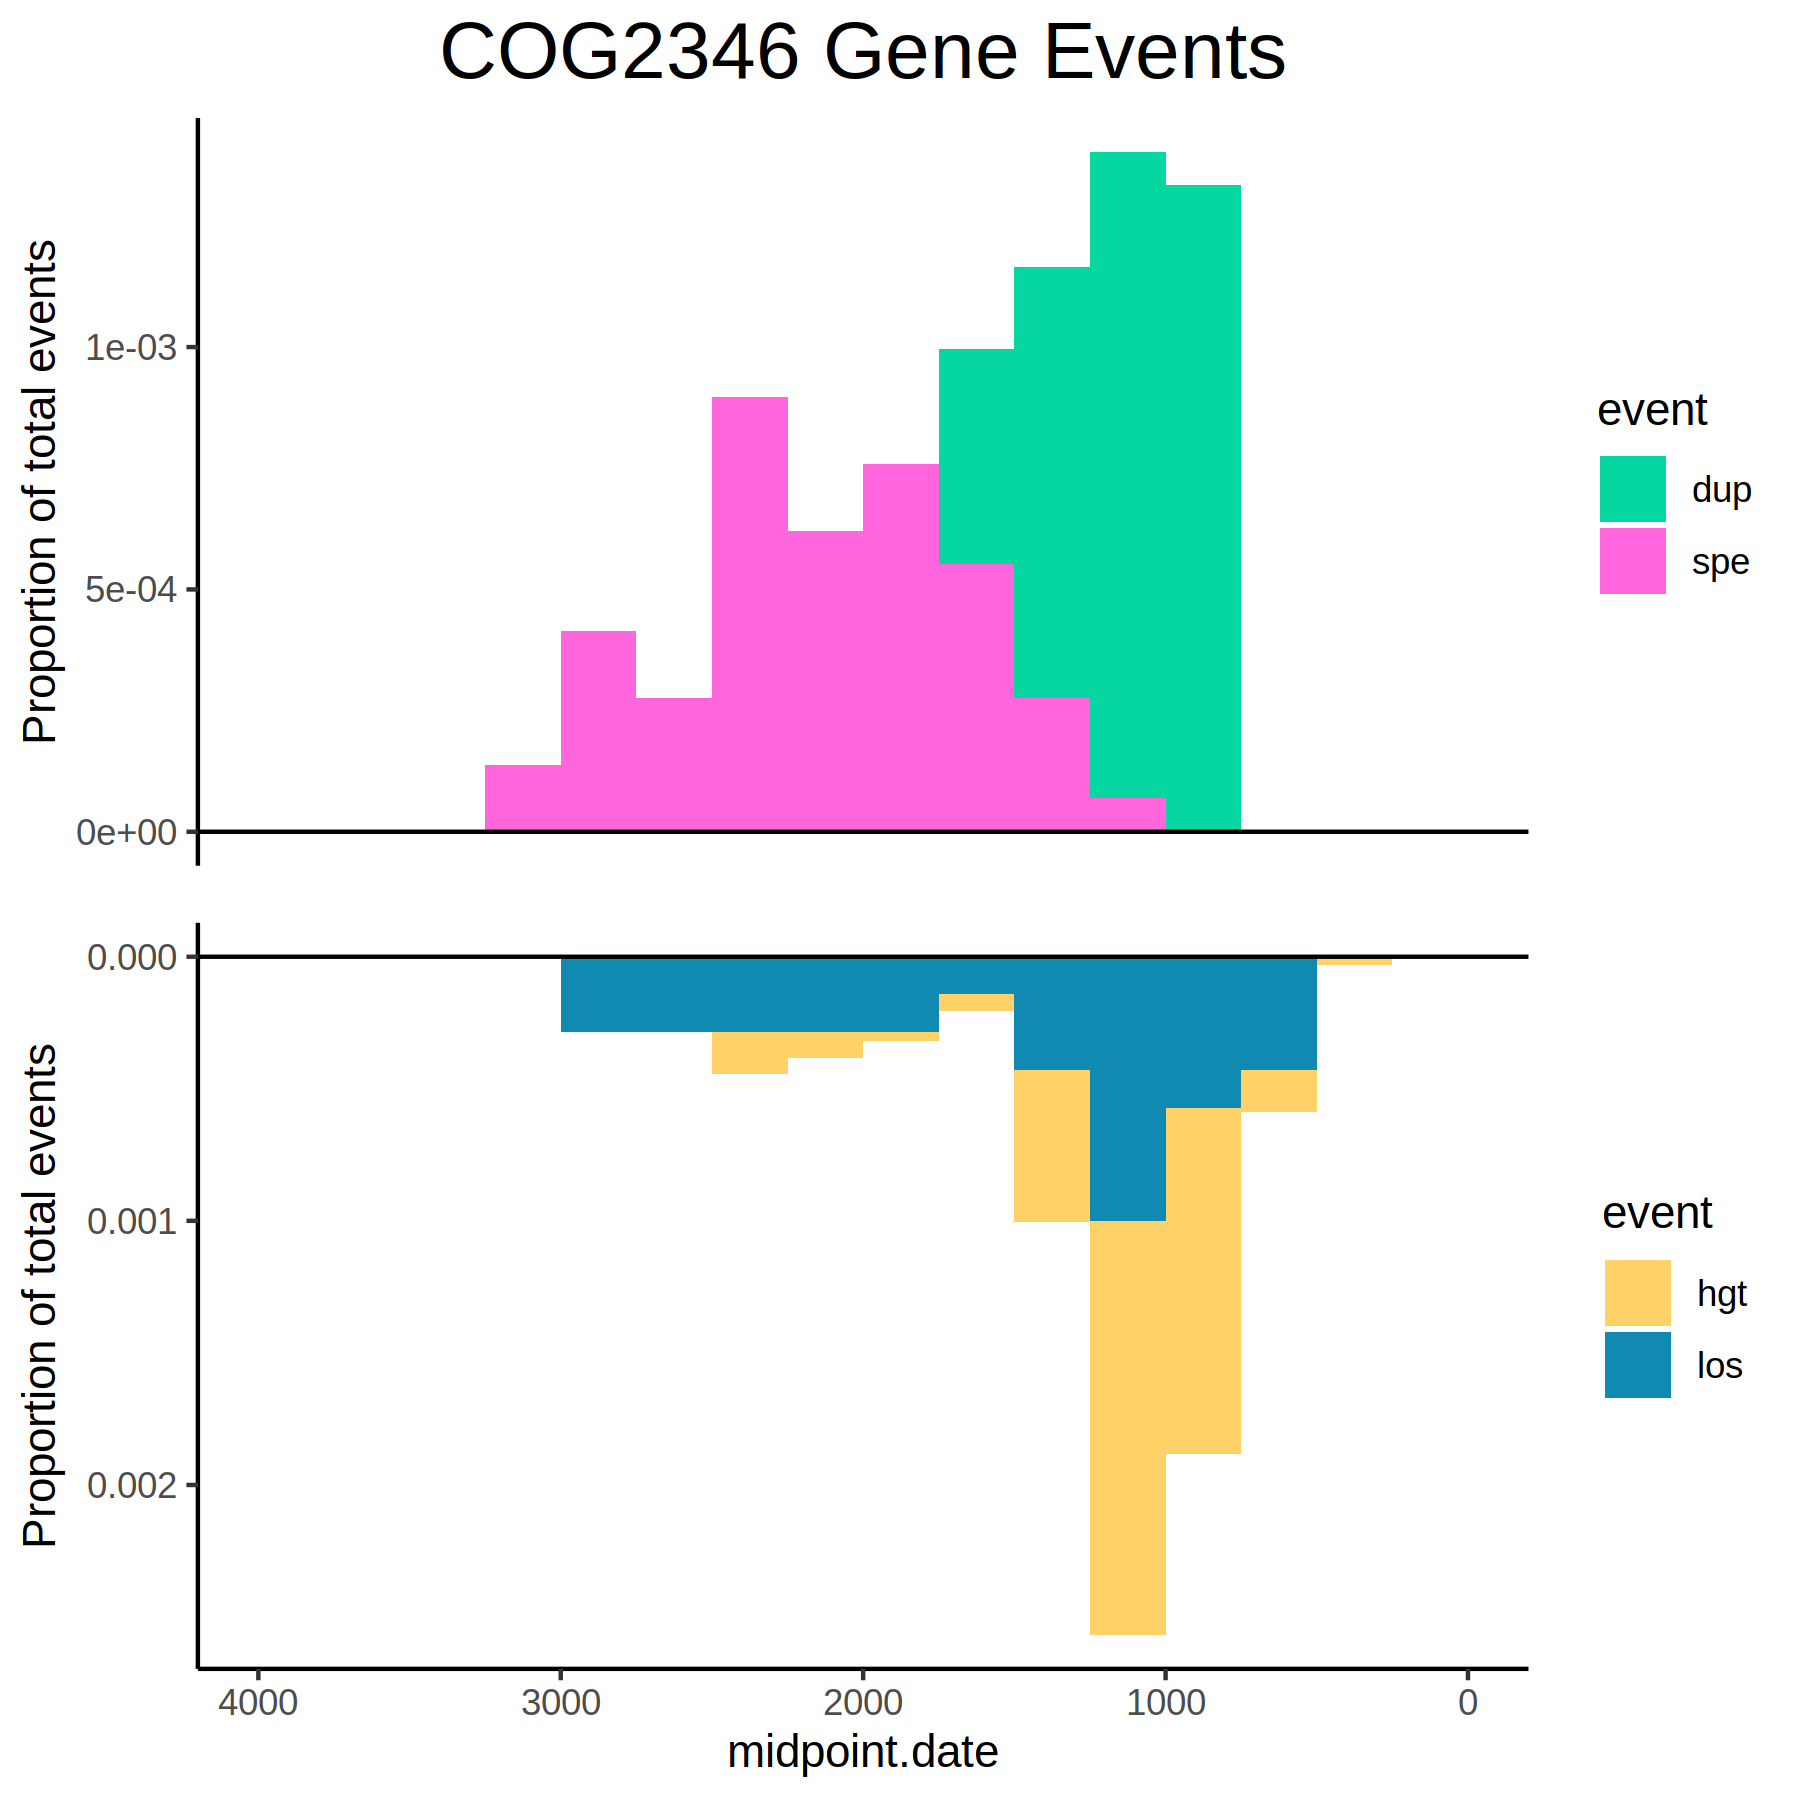 COG2346 Gene Events
Proportion of total events
1e-03
5e-04
0e+00
event
dup
spe
Proportion of total events
0.000
0.001
0.002
event
hgt
los
4000 3000 2000 1000 0
midpoint.date